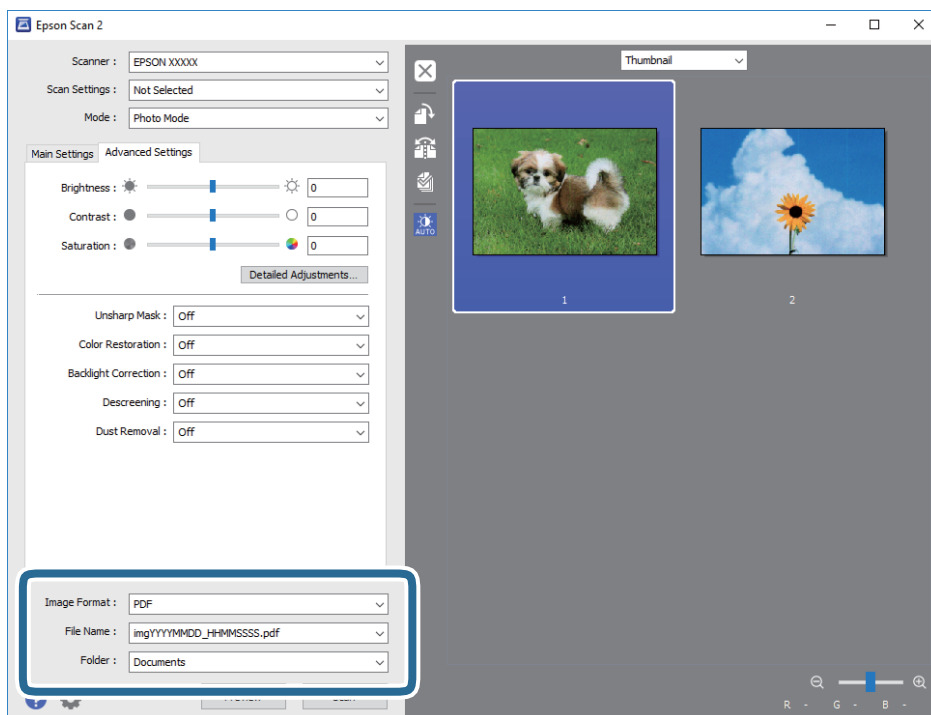 Epson Scan 2
Scanner : EPSON XXXXX
Scan Settings : Not Selected
Mode : Photo Mode
Main Settings Advanced Settings
Brightness : 0
Contrast : 0
Saturation : 0
Detailed Adjustments...
Unsharp Mask : Off
Color Restoration : Off
Backlight Correction : Off
Descreening : Off
Dust Removal : Off
Image Format : PDF
File Name : imgYYYYMMDD_HHMMSSSS.pdf
Folder : Documents
Thumbnail
AUTO
1 2
R - G - B -